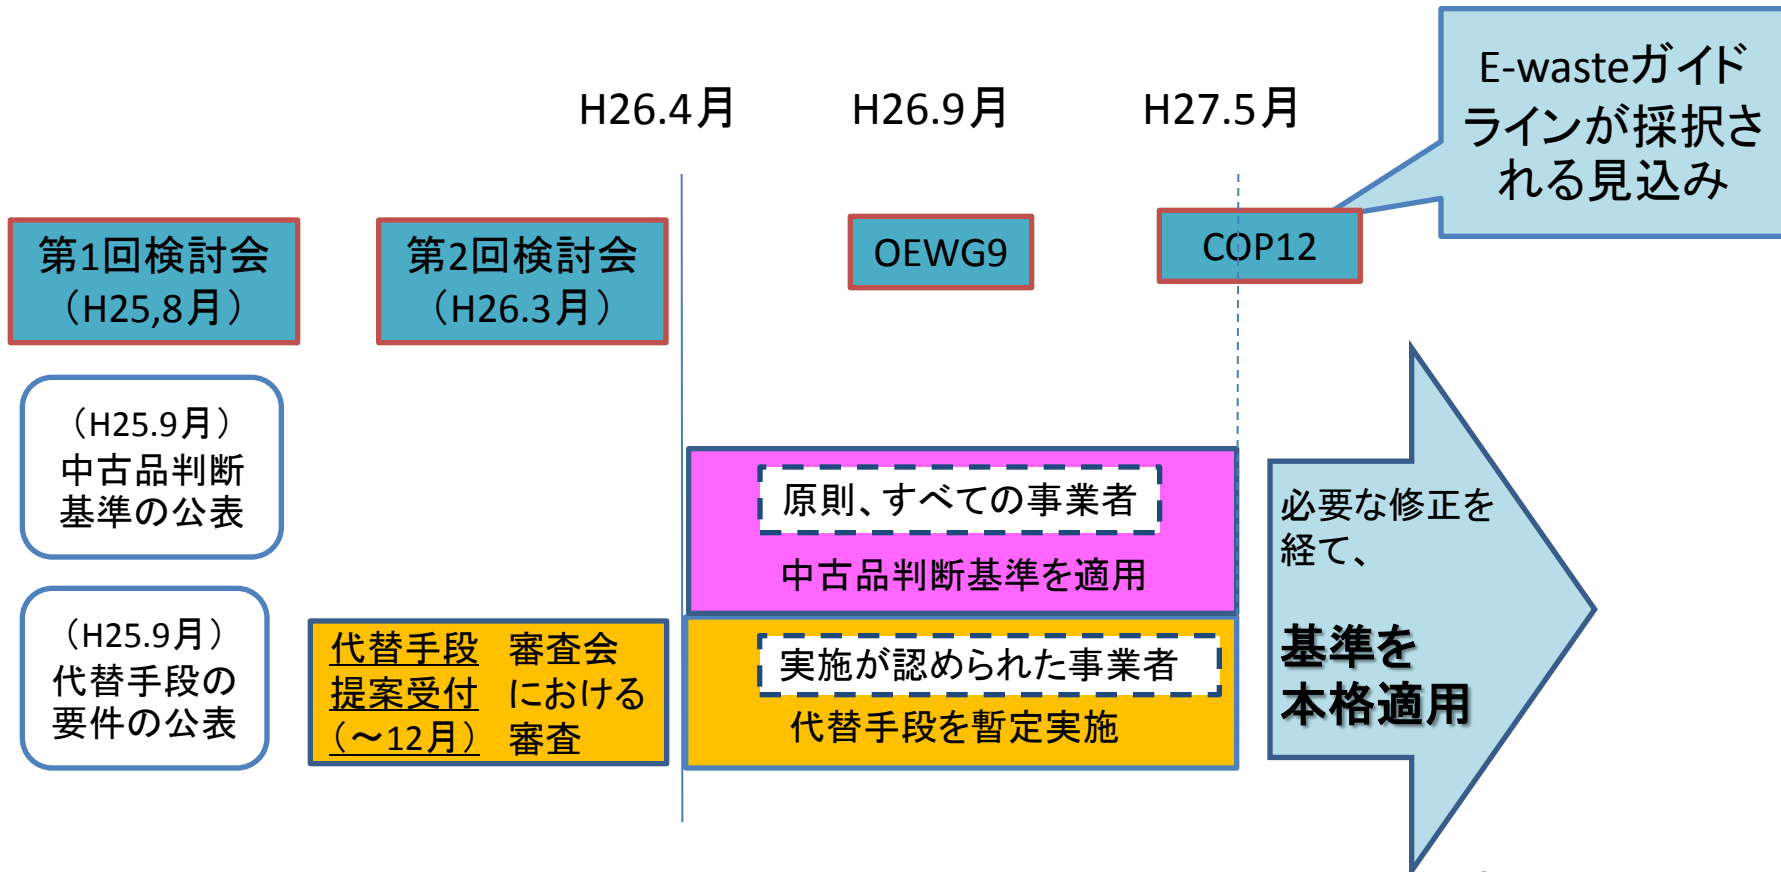 E-wasteガイド
ラインが採択さ
れる見込み
H26.4月
H26.9月
H27.5月
第1回検討会
（H25,8月）
第2回検討会
（H26.3月）
OEWG9
COP12
（H25.9月）
中古品判断
基準の公表
原則、すべての事業者
中古品判断基準を適用
必要な修正を
経て、
基準を
本格適用
（H25.9月）
代替手段の
要件の公表
代替手段
提案受付
（～12月）
審査会
における
審査
実施が認められた事業者
代替手段を暫定実施